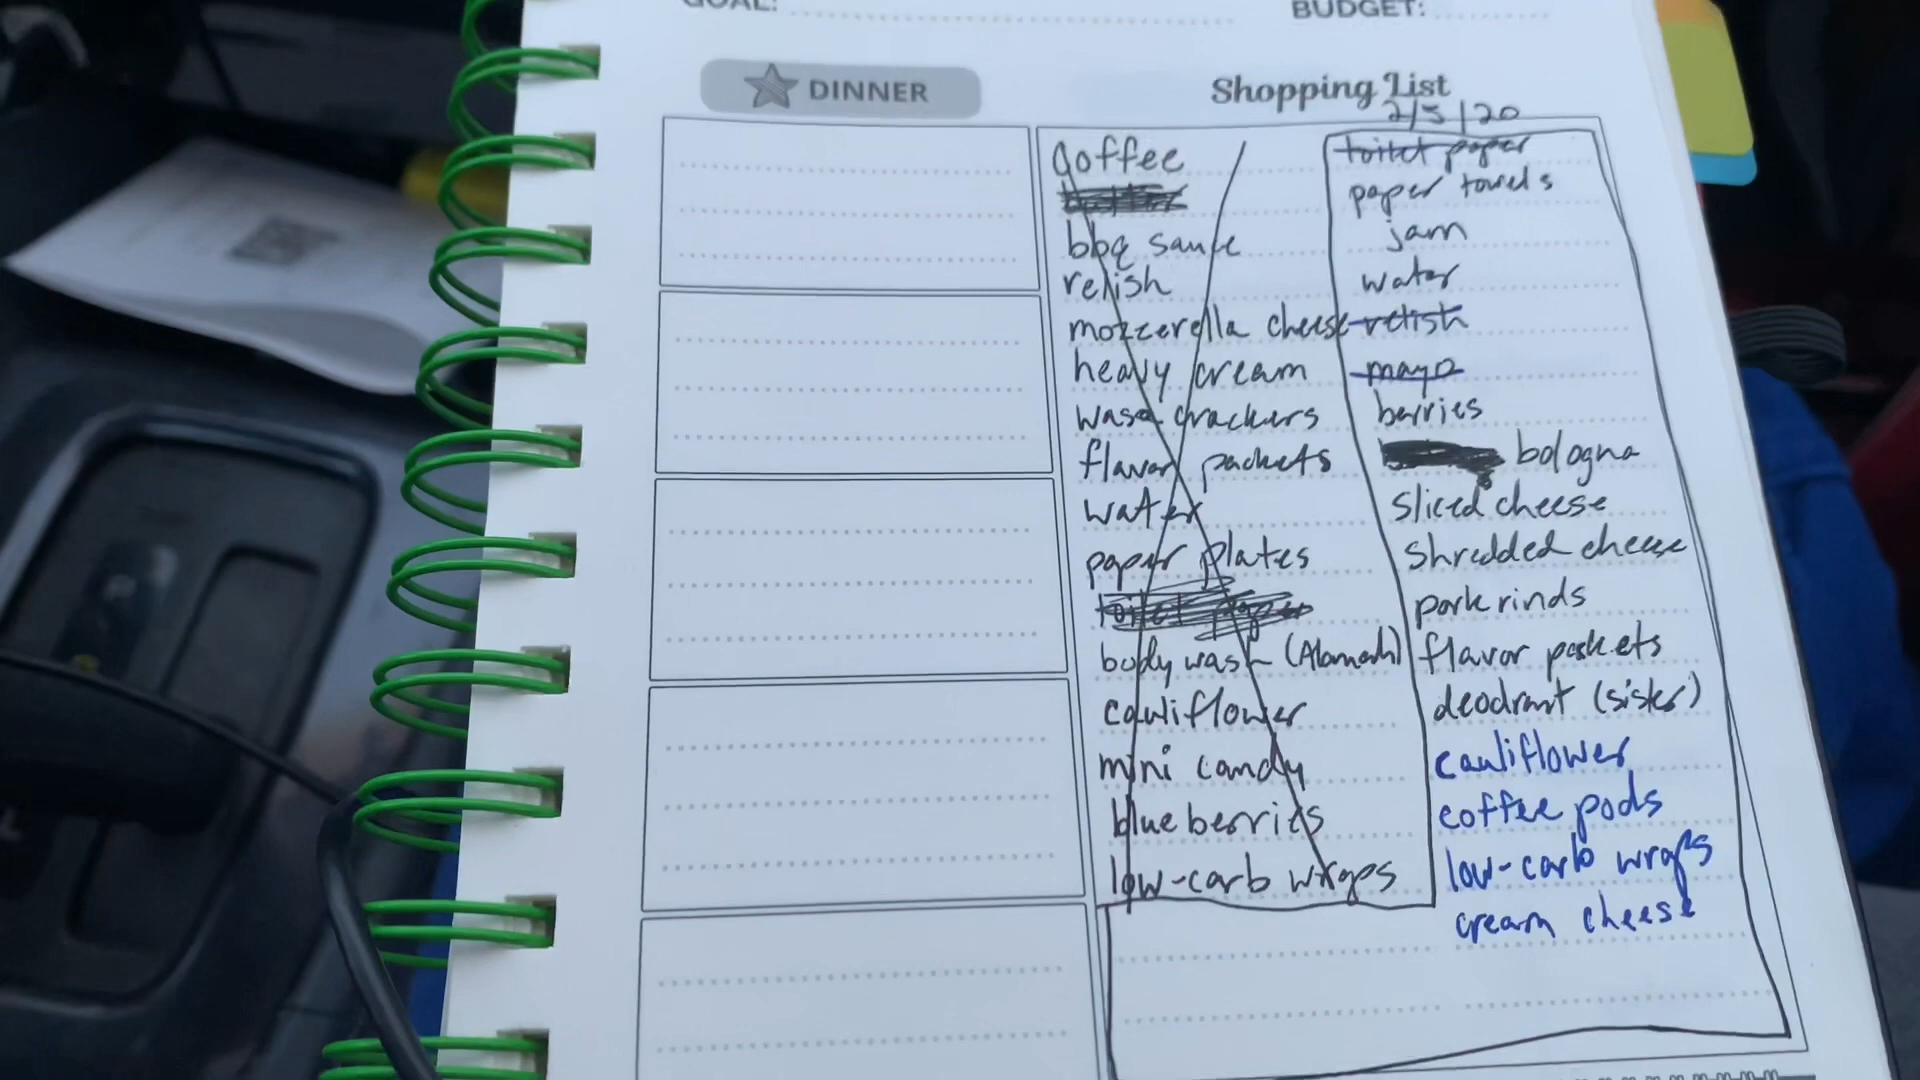 GOAL:
BUDGET:
DINNER
Shopping List
2/5/20
Coffee
bbq sauce
relish
mozzerella cheese
heavy cream
wasa crackers
flavor packets
water
paper plates
toilet paper
body wash
cauliflower
mini candy
blueberries
low-carb wraps
toilet paper
paper towels
jam
water
relish
mayo
berries
bologna
sliced cheese
shredded cheese
pork rinds
flavor packets
deodrant (sister)
cauliflower
coffee pods
low-carb wraps
cream cheese